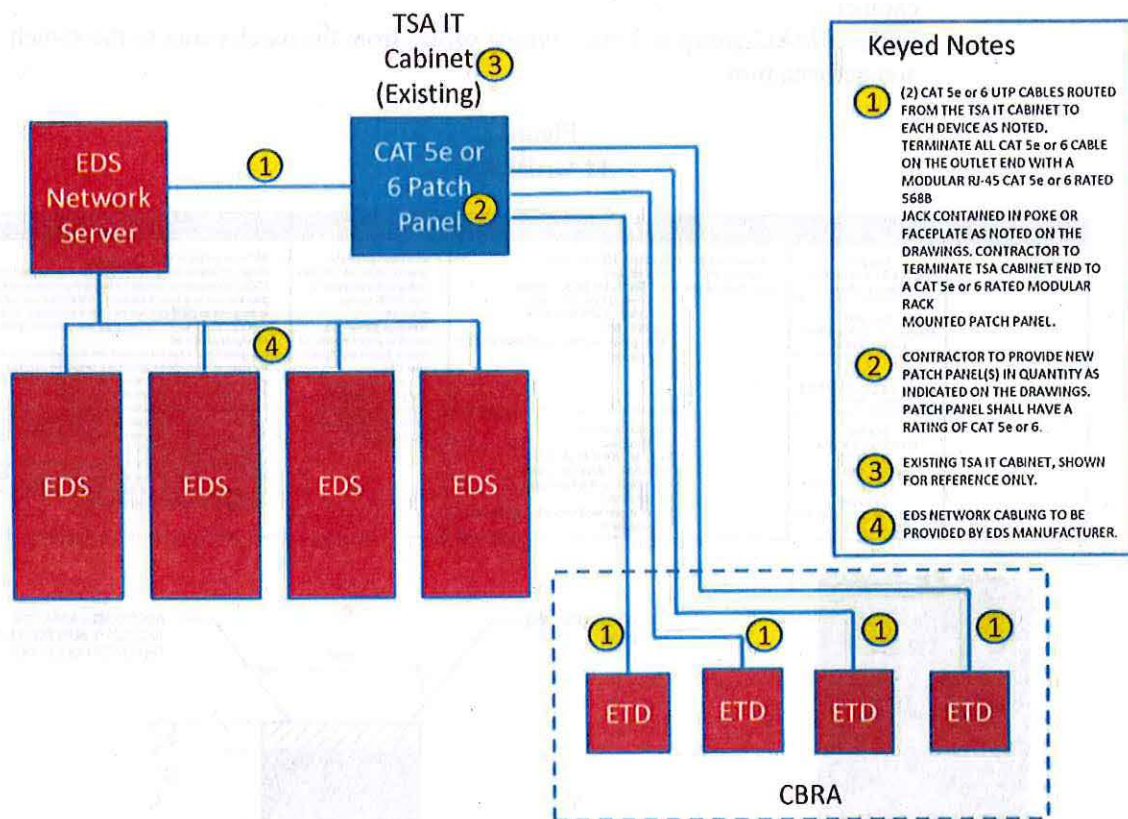 TSA IT
Cabinet 3
(Existing)
EDS
Network
Server
1
CAT 5e or
6 Patch
Panel 2
4
EDS
EDS
EDS
EDS
1
1
1
1
ETD
ETD
ETD
ETD
CBRA
Keyed Notes
1 (2) CAT 5e or 6 UTP CABLES ROUTED
FROM THE TSA IT CABINET TO
EACH DEVICE AS NOTED.
TERMINATE ALL CAT 5e or 6 CABLE
ON THE OUTLET END WITH A
MODULAR RJ-45 CAT 5e or 6 RATED
568B
JACK CONTAINED IN POKE OR
FACEPLATE AS NOTED ON THE
DRAWINGS. CONTRACTOR TO
TERMINATE TSA CABINET END TO
A CAT 5e or 6 RATED MODULAR
RACK
MOUNTED PATCH PANEL.
2 CONTRACTOR TO PROVIDE NEW
PATCH PANEL(S) IN QUANTITY AS
INDICATED ON THE DRAWINGS.
PATCH PANEL SHALL HAVE A
RATING OF CAT 5e or 6.
3 EXISTING TSA IT CABINET, SHOWN
FOR REFERENCE ONLY.
4 EDS NETWORK CABLING TO BE
PROVIDED BY EDS MANUFACTURER.